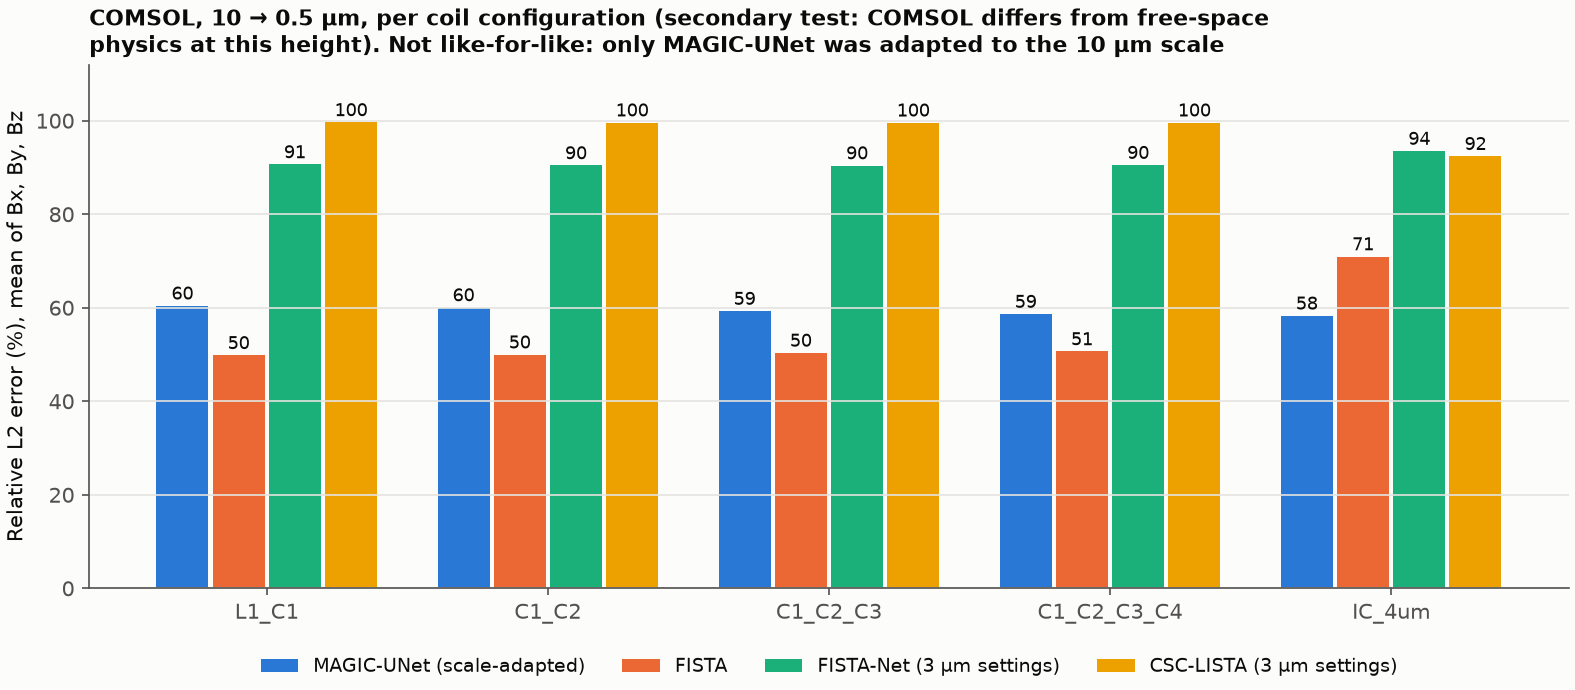 COMSOL, 10 → 0.5 µm, per coil configuration (secondary test: COMSOL differs from free-space
physics at this height). Not like-for-like: only MAGIC-UNet was adapted to the 10 µm scale
Relative L2 error (%), mean of Bx, By, Bz
100
80
60
40
20
0
60
50
91
100
60
50
90
100
59
50
90
100
59
51
90
100
58
71
94
92
L1_C1
C1_C2
C1_C2_C3
C1_C2_C3_C4
IC_4um
MAGIC-UNet (scale-adapted)
FISTA
FISTA-Net (3 µm settings)
CSC-LISTA (3 µm settings)